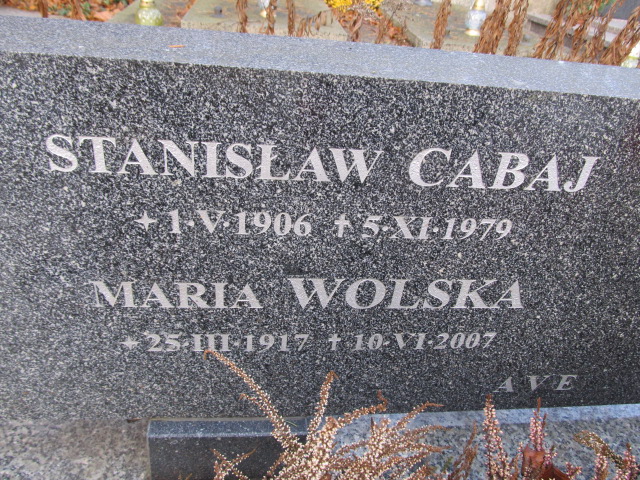 STANISŁAW CABAJ
✦ 1·V·1906 ✝ 5·XI·1979
MARIA WOLSKA
✦ 25·III·1917 ✝ 10·VI·2007
AVE